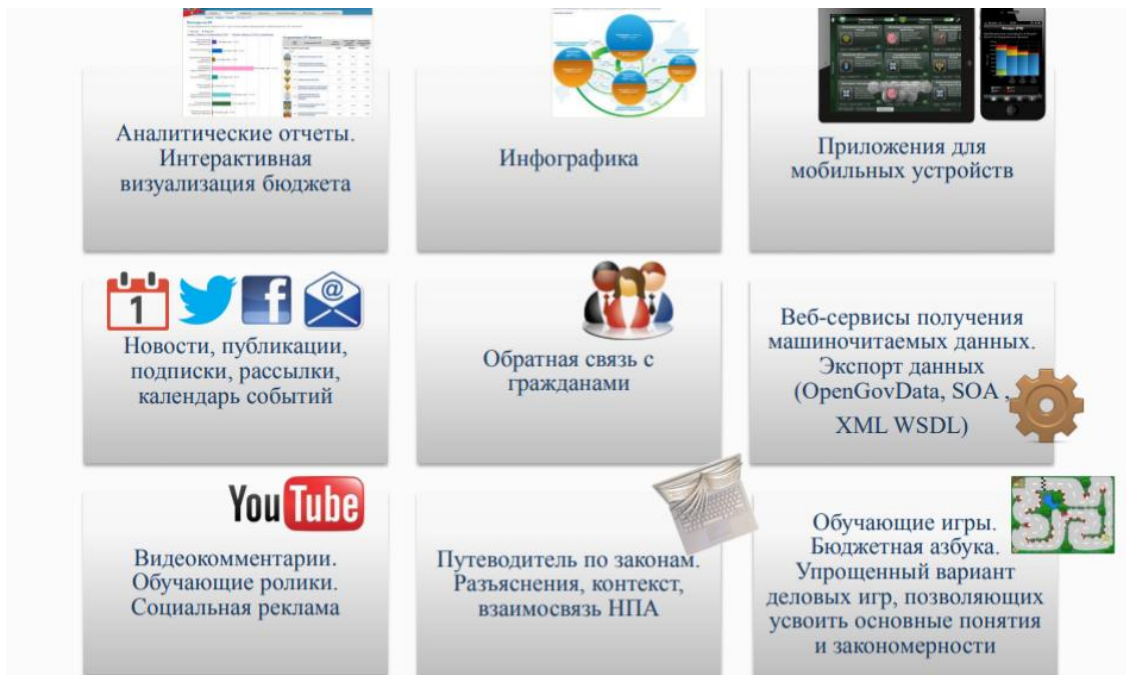 Аналитические отчеты.
Интерактивная
визуализация бюджета
Инфографика
Приложения для
мобильных устройств
1
@
f
Новости, публикации,
подписки, рассылки,
календарь событий
Обратная связь с
гражданами
Веб-сервисы получения
машиночитаемых данных.
Экспорт данных
(OpenGovData, SOA ,
XML WSDL)
YouTube
Видеокомментарии.
Обучающие ролики.
Социальная реклама
Путеводитель по законам.
Разъяснения, контекст,
взаимосвязь НПА
Обучающие игры.
Бюджетная азбука.
Упрощенный вариант
деловых игр, позволяющих
усвоить основные понятия
и закономерности